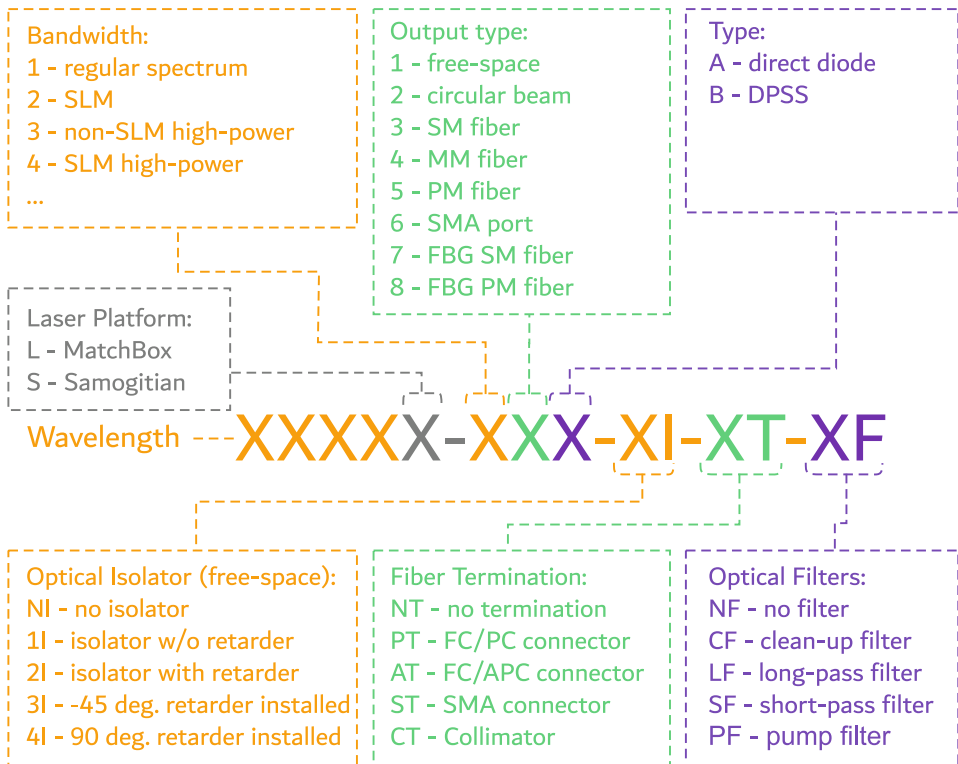 Bandwidth:
1 - regular spectrum
2 - SLM
3 - non-SLM high-power
4 - SLM high-power
...
Output type:
1 - free-space
2 - circular beam
3 - SM fiber
4 - MM fiber
5 - PM fiber
6 - SMA port
7 - FBG SM fiber
8 - FBG PM fiber
Type:
A - direct diode
B - DPSS
Laser Platform:
L - MatchBox
S - Samogitian
Wavelength XXXXX-XXX-XI-XT-XF
Optical Isolator (free-space):
NI - no isolator
1I - isolator w/o retarder
2I - isolator with retarder
3I - -45 deg. retarder installed
4I - 90 deg. retarder installed
Fiber Termination:
NT - no termination
PT - FC/PC connector
AT - FC/APC connector
ST - SMA connector
CT - Collimator
Optical Filters:
NF - no filter
CF - clean-up filter
LF - long-pass filter
SF - short-pass filter
PF - pump filter